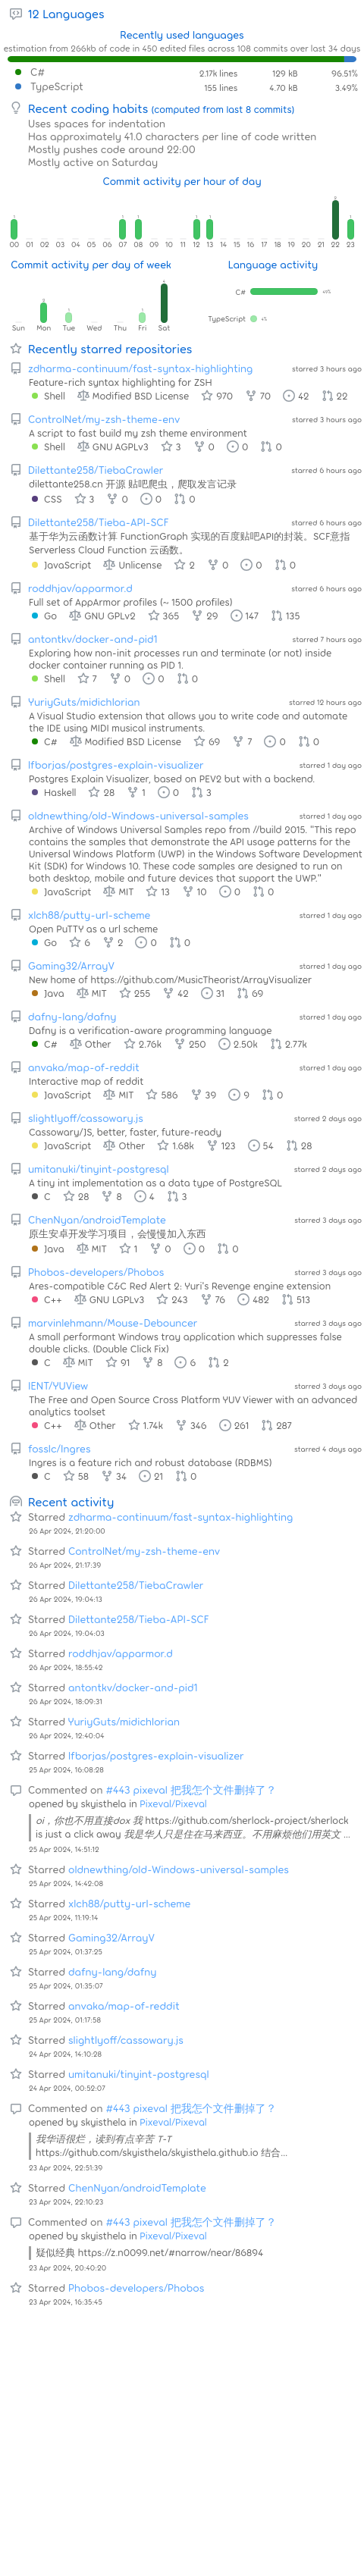 12 Languages
Recently used languages
estimation from 266kb of code in 450 edited files across 108 commits over last 34 days
C# 2.17k lines 129 kB 96.51%
TypeScript 155 lines 4.70 kB 3.49%
Recent coding habits (computed from last 8 commits)
Uses spaces for indentation
Has approximately 41.0 characters per line of code written
Mostly pushes code around 22:00
Mostly active on Saturday
Commit activity per hour of day
00 01 02 03 04 05 06 07 08 09 10 11 12 13 14 15 16 17 18 19 20 21 22 23
Commit activity per day of week
Language activity
C#
TypeScript
Sun Mon Tue Wed Thu Fri Sat
Recently starred repositories
zdharma-continuum/fast-syntax-highlighting starred 3 hours ago
Feature-rich syntax highlighting for ZSH
Shell Modified BSD License 970 70 42 22
ControlNet/my-zsh-theme-env starred 3 hours ago
A script to fast build my zsh theme environment
Shell GNU AGPLv3 3 0 0 0
Dilettante258/TiebaCrawler starred 6 hours ago
dilettante258.cn 开源 贴吧爬虫，爬取发言记录
CSS 3 0 0 0
Dilettante258/Tieba-API-SCF starred 6 hours ago
基于华为云函数计算 FunctionGraph 实现的百度贴吧API的封装。SCF意指
Severless Cloud Function 云函数。
JavaScript Unlicense 2 0 0 0
roddhjav/apparmor.d starred 6 hours ago
Full set of AppArmor profiles (~ 1500 profiles)
Go GNU GPLv2 365 29 147 135
antontkv/docker-and-pid1 starred 7 hours ago
Exploring how non-init processes run and terminate (or not) inside
docker container running as PID 1.
Shell 7 0 0 0
YuriyGuts/midichlorian starred 12 hours ago
A Visual Studio extension that allows you to write code and automate
the IDE using MIDI musical instruments.
C# Modified BSD License 69 7 0 0
lfborjas/postgres-explain-visualizer starred 1 day ago
Postgres Explain Visualizer, based on PEV2 but with a backend.
Haskell 28 1 0 3
oldnewthing/old-Windows-universal-samples starred 1 day ago
Archive of Windows Universal Samples repo from //build 2015. "This repo
contains the samples that demonstrate the API usage patterns for the
Universal Windows Platform (UWP) in the Windows Software Development
Kit (SDK) for Windows 10. These code samples are designed to run on
both desktop, mobile and future devices that support the UWP."
JavaScript MIT 13 10 0 0
xlch88/putty-url-scheme starred 1 day ago
Open PuTTY as a url scheme
Go 6 2 0 0
Gaming32/ArrayV starred 1 day ago
New home of https://github.com/MusicTheorist/ArrayVisualizer
Java MIT 255 42 31 69
dafny-lang/dafny starred 1 day ago
Dafny is a verification-aware programming language
C# Other 2.76k 250 2.50k 2.77k
anvaka/map-of-reddit starred 1 day ago
Interactive map of reddit
JavaScript MIT 586 39 9 0
slightlyoff/cassowary.js starred 2 days ago
Cassowary/JS, better, faster, future-ready
JavaScript Other 1.68k 123 54 28
umitanuki/tinyint-postgresql starred 2 days ago
A tiny int implementation as a data type of PostgreSQL
C 28 8 4 3
ChenNyan/androidTemplate starred 3 days ago
原生安卓开发学习项目，会慢慢加入东西
Java MIT 1 0 0 0
Phobos-developers/Phobos starred 3 days ago
Ares-compatible C&C Red Alert 2: Yuri's Revenge engine extension
C++ GNU LGPLv3 243 76 482 513
marvinlehmann/Mouse-Debouncer starred 3 days ago
A small performant Windows tray application which suppresses false
double clicks. (Double Click Fix)
C MIT 91 8 6 2
IENT/YUView starred 3 days ago
The Free and Open Source Cross Platform YUV Viewer with an advanced
analytics toolset
C++ Other 1.74k 346 261 287
fosslc/Ingres starred 4 days ago
Ingres is a feature rich and robust database (RDBMS)
C 58 34 21 0
Recent activity
Starred zdharma-continuum/fast-syntax-highlighting
26 Apr 2024, 21:20:00
Starred ControlNet/my-zsh-theme-env
26 Apr 2024, 21:17:39
Starred Dilettante258/TiebaCrawler
26 Apr 2024, 19:04:13
Starred Dilettante258/Tieba-API-SCF
26 Apr 2024, 19:04:03
Starred roddhjav/apparmor.d
26 Apr 2024, 18:55:42
Starred antontkv/docker-and-pid1
26 Apr 2024, 18:09:31
Starred YuriyGuts/midichlorian
26 Apr 2024, 12:40:04
Starred lfborjas/postgres-explain-visualizer
25 Apr 2024, 16:08:28
Commented on #443 pixeval 把我怎个文件删掉了？
opened by skyisthela in Pixeval/Pixeval
oi，你也不用直接dox 我 https://github.com/sherlock-project/sherlock
is just a click away 我是华人只是住在马来西亚。不用麻烦他们用英文 ...
25 Apr 2024, 14:51:12
Starred oldnewthing/old-Windows-universal-samples
25 Apr 2024, 14:42:08
Starred xlch88/putty-url-scheme
25 Apr 2024, 11:19:14
Starred Gaming32/ArrayV
25 Apr 2024, 01:37:25
Starred dafny-lang/dafny
25 Apr 2024, 01:35:07
Starred anvaka/map-of-reddit
25 Apr 2024, 01:17:58
Starred slightlyoff/cassowary.js
24 Apr 2024, 14:10:28
Starred umitanuki/tinyint-postgresql
24 Apr 2024, 00:52:07
Commented on #443 pixeval 把我怎个文件删掉了？
opened by skyisthela in Pixeval/Pixeval
我华语很烂，读到有点辛苦 T-T
https://github.com/skyisthela/skyisthela.github.io 结合...
23 Apr 2024, 22:51:39
Starred ChenNyan/androidTemplate
23 Apr 2024, 22:10:23
Commented on #443 pixeval 把我怎个文件删掉了？
opened by skyisthela in Pixeval/Pixeval
疑似经典 https://z.n0099.net/#narrow/near/86894
23 Apr 2024, 20:40:20
Starred Phobos-developers/Phobos
23 Apr 2024, 16:35:45